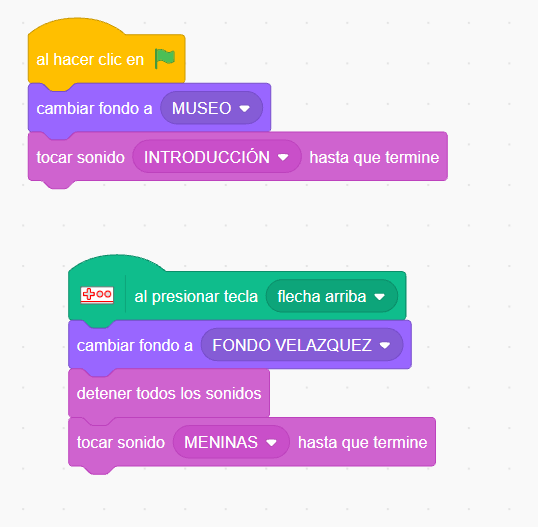 al hacer clic en
cambiar fondo a MUSEO
tocar sonido INTRODUCCIÓN hasta que termine
al presionar tecla flecha arriba
cambiar fondo a FONDO VELAZQUEZ
detener todos los sonidos
tocar sonido MENINAS hasta que termine